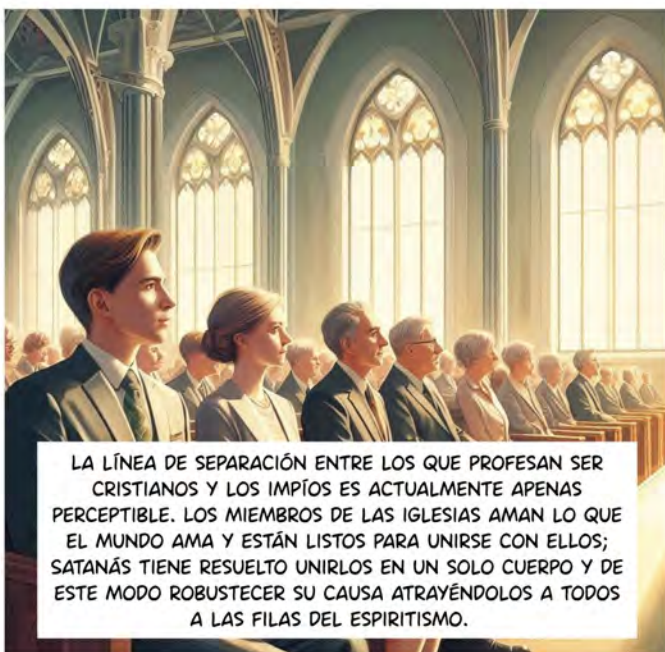 LA LÍNEA DE SEPARACIÓN ENTRE LOS QUE PROFESAN SER
CRISTIANOS Y LOS IMPÍOS ES ACTUALMENTE APENAS
PERCEPTIBLE. LOS MIEMBROS DE LAS IGLESIAS AMAN LO QUE
EL MUNDO AMA Y ESTÁN LISTOS PARA UNIRSE CON ELLOS;
SATANÁS TIENE RESUELTO UNIRLOS EN UN SOLO CUERPO Y DE
ESTE MODO ROBUSTECER SU CAUSA ATRAYÉNDOLOS A TODOS
A LAS FILAS DEL ESPIRITISMO.